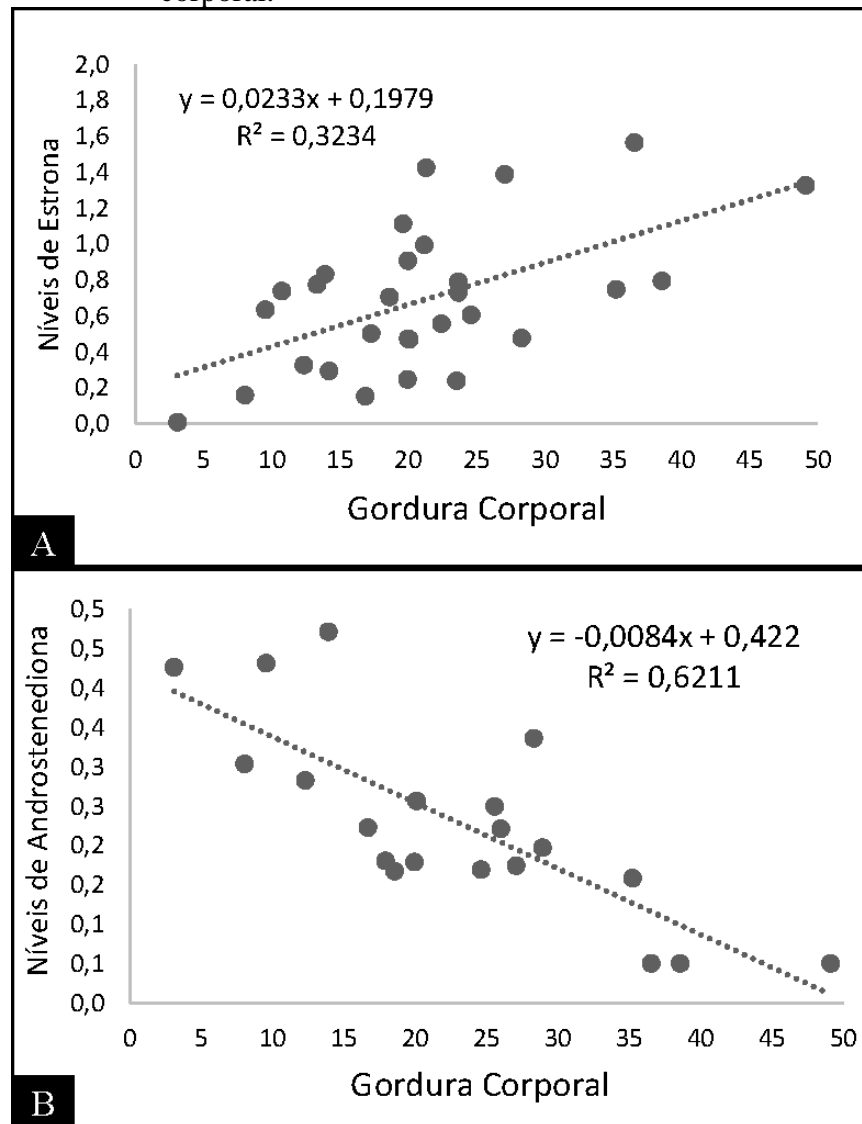 corporal.
2,0
1,8
1,6
1,4
1,2
1,0
0,8
0,6
0,4
0,2
0,0
Níveis de Estrona
y = 0,0233x + 0,1979
R² = 0,3234
0 5 10 15 20 25 30 35 40 45 50
Gordura Corporal
A
0,5
0,5
0,4
0,4
0,3
0,3
0,2
0,2
0,1
0,1
0,0
Níveis de Androstenediona
y = -0,0084x + 0,422
R² = 0,6211
0 5 10 15 20 25 30 35 40 45 50
Gordura Corporal
B